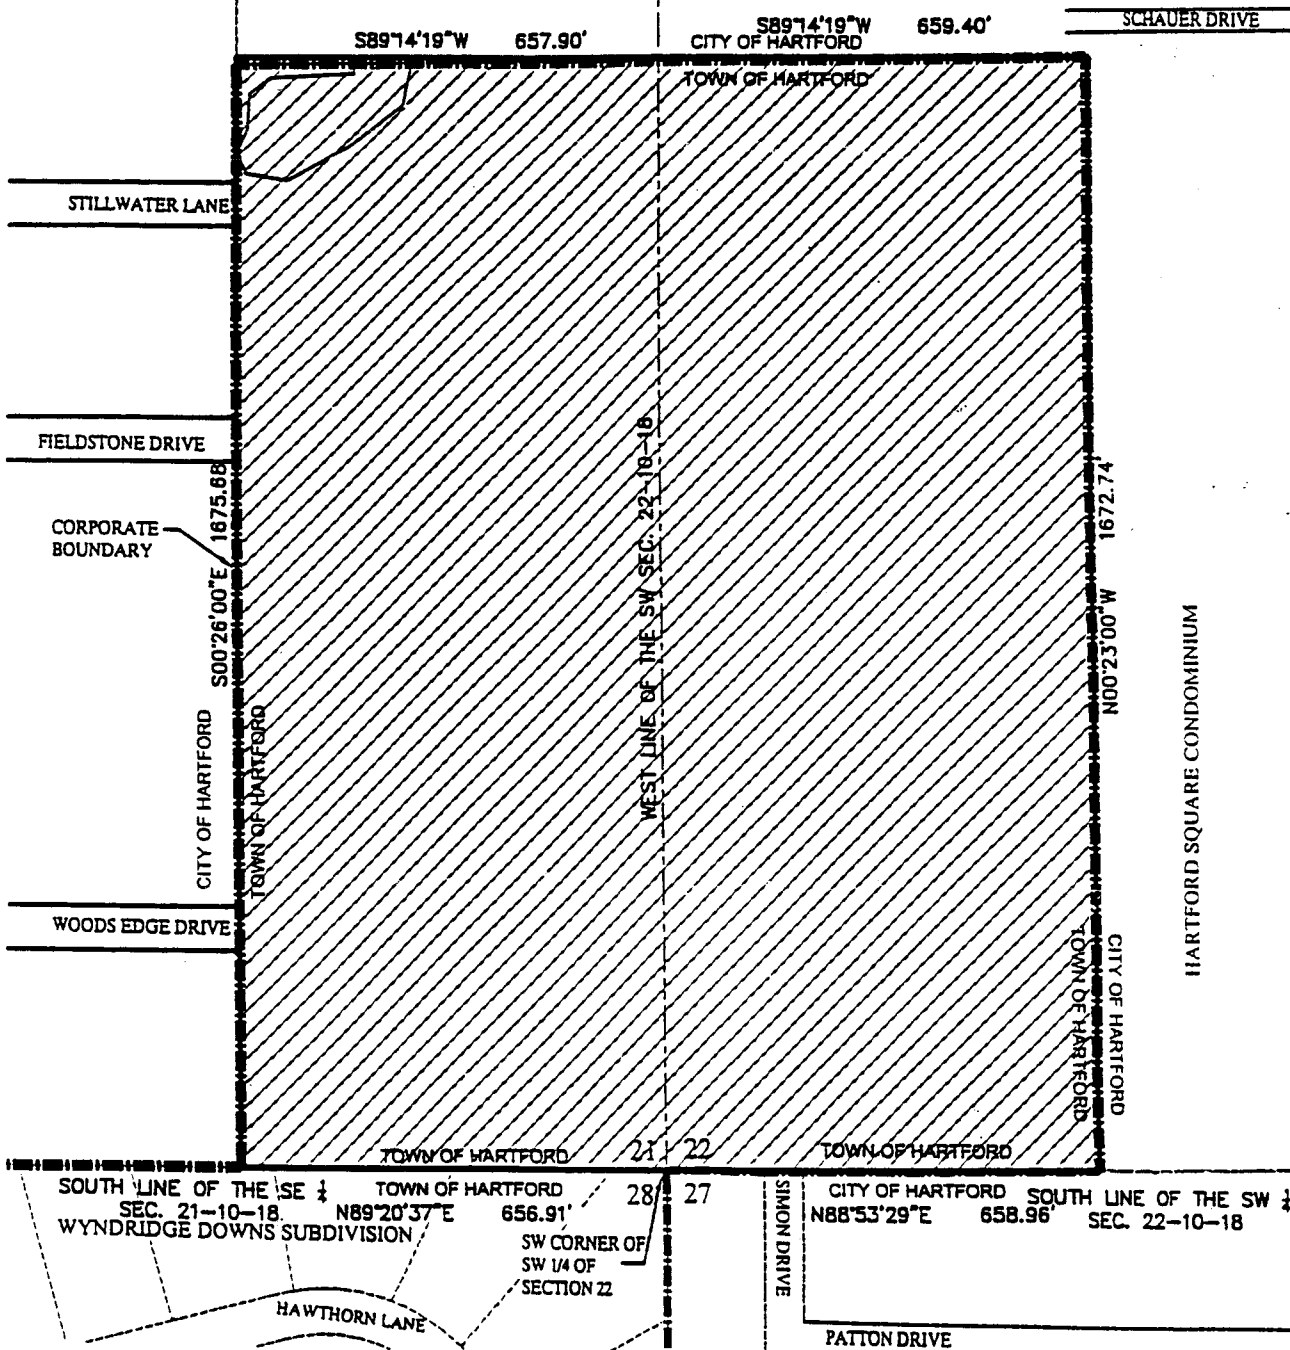 SCHAUER DRIVE
S89°14'19"W 657.90'
S89°14'19"W 659.40'
CITY OF HARTFORD
TOWN OF HARTFORD
STILLWATER LANE
FIELDSTONE DRIVE
CORPORATE
BOUNDARY
S00°26'00"E 1675.68'
WEST LINE OF THE SW SEC. 22-10-18
N00°23'00"W 1672.74'
HARTFORD SQUARE CONDOMINIUM
CITY OF HARTFORD
TOWN OF HARTFORD
WOODS EDGE DRIVE
TOWN OF HARTFORD
CITY OF HARTFORD
TOWN OF HARTFORD
21 22
TOWN OF HARTFORD
SOUTH LINE OF THE SE ¼
SEC. 21-10-18
TOWN OF HARTFORD
N89°20'37"E 656.91'
28 27
CITY OF HARTFORD
N88°53'29"E 658.96'
SOUTH LINE OF THE SW ¼
SEC. 22-10-18
WYNDRIDGE DOWNS SUBDIVISION
SW CORNER OF
SW 1/4 OF
SECTION 22
SIMON DRIVE
HAWTHORN LANE
PATTON DRIVE